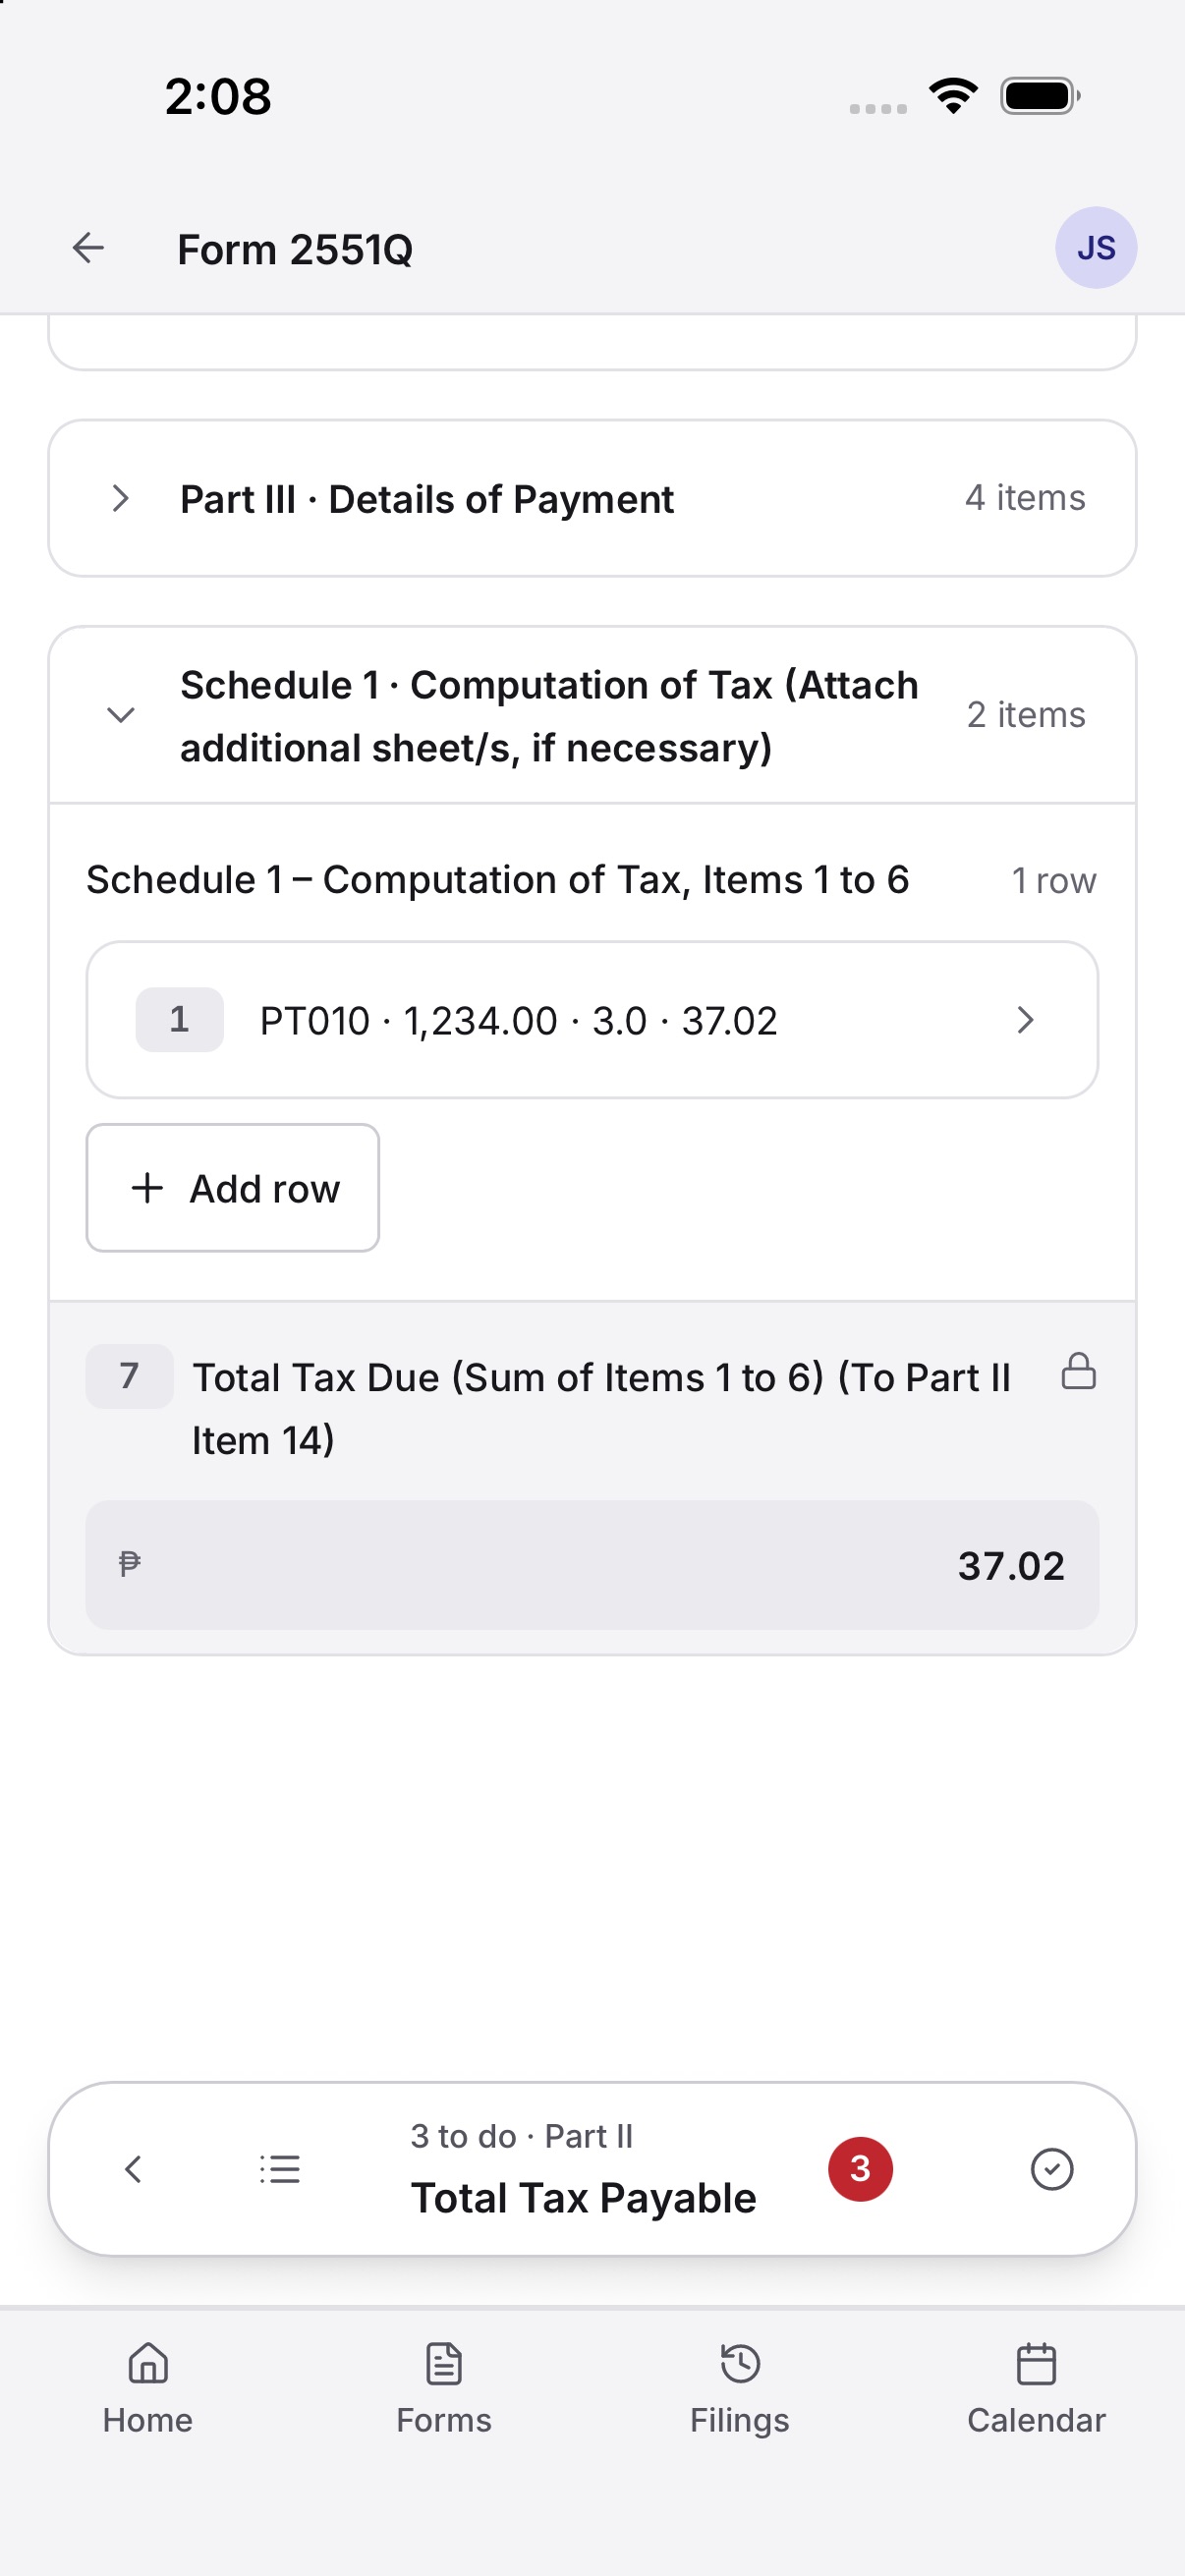 2:08
Form 2551Q
JS
Part III · Details of Payment
4 items
Schedule 1 · Computation of Tax (Attach
additional sheet/s, if necessary)
2 items
Schedule 1 – Computation of Tax, Items 1 to 6
1 row
1
PT010 · 1,234.00 · 3.0 · 37.02
Add row
7
Total Tax Due (Sum of Items 1 to 6) (To Part II
Item 14)
₱
37.02
3 to do · Part II
Total Tax Payable
3
Home
Forms
Filings
Calendar